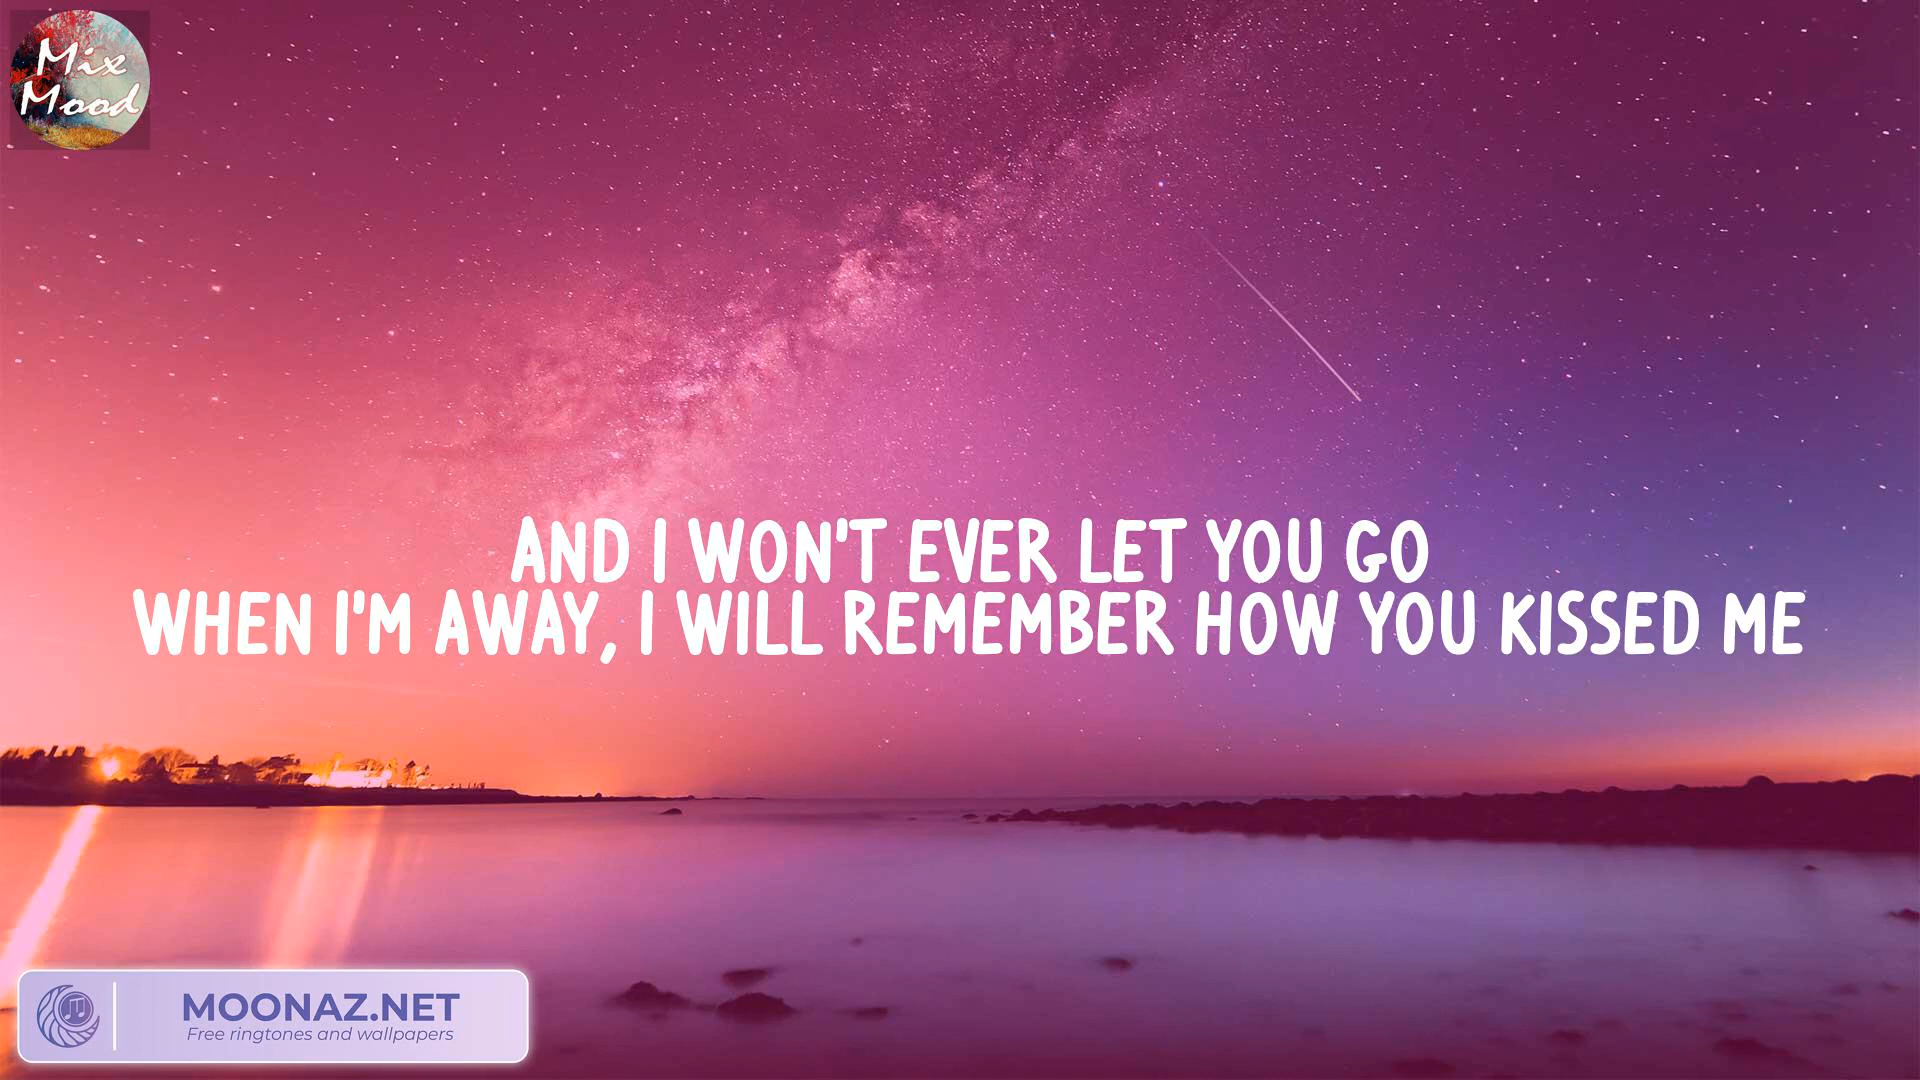 Mix
Mood
AND I WON'T EVER LET YOU GO
WHEN I'M AWAY, I WILL REMEMBER HOW YOU KISSED ME
MOONAZ.NET
Free ringtones and wallpapers